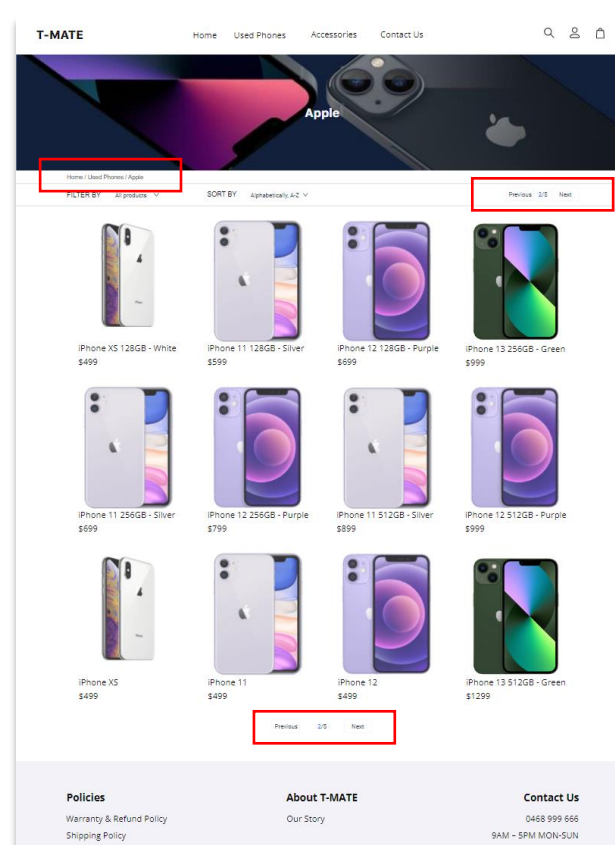 T-MATE Home Used Phones Accessories Contact Us
Apple
Home / Used Phones / Apple
FILTER BY All products SORT BY Alphabetically, A-Z Previous 2/5 Next
iPhone XS 128GB - White iPhone 11 128GB - Silver iPhone 12 128GB - Purple iPhone 13 256GB - Green
$499 $599 $699 $999
iPhone 11 256GB - Silver iPhone 12 256GB - Purple iPhone 11 512GB - Silver iPhone 12 512GB - Purple
$699 $799 $899 $999
iPhone XS iPhone 11 iPhone 12 iPhone 13 512GB - Green
$499 $499 $499 $1299
Previous 2/5 Next
Policies About T-MATE Contact Us
Warranty & Refund Policy Our Story 0468 999 666
Shipping Policy 9AM – 5PM MON-SUN